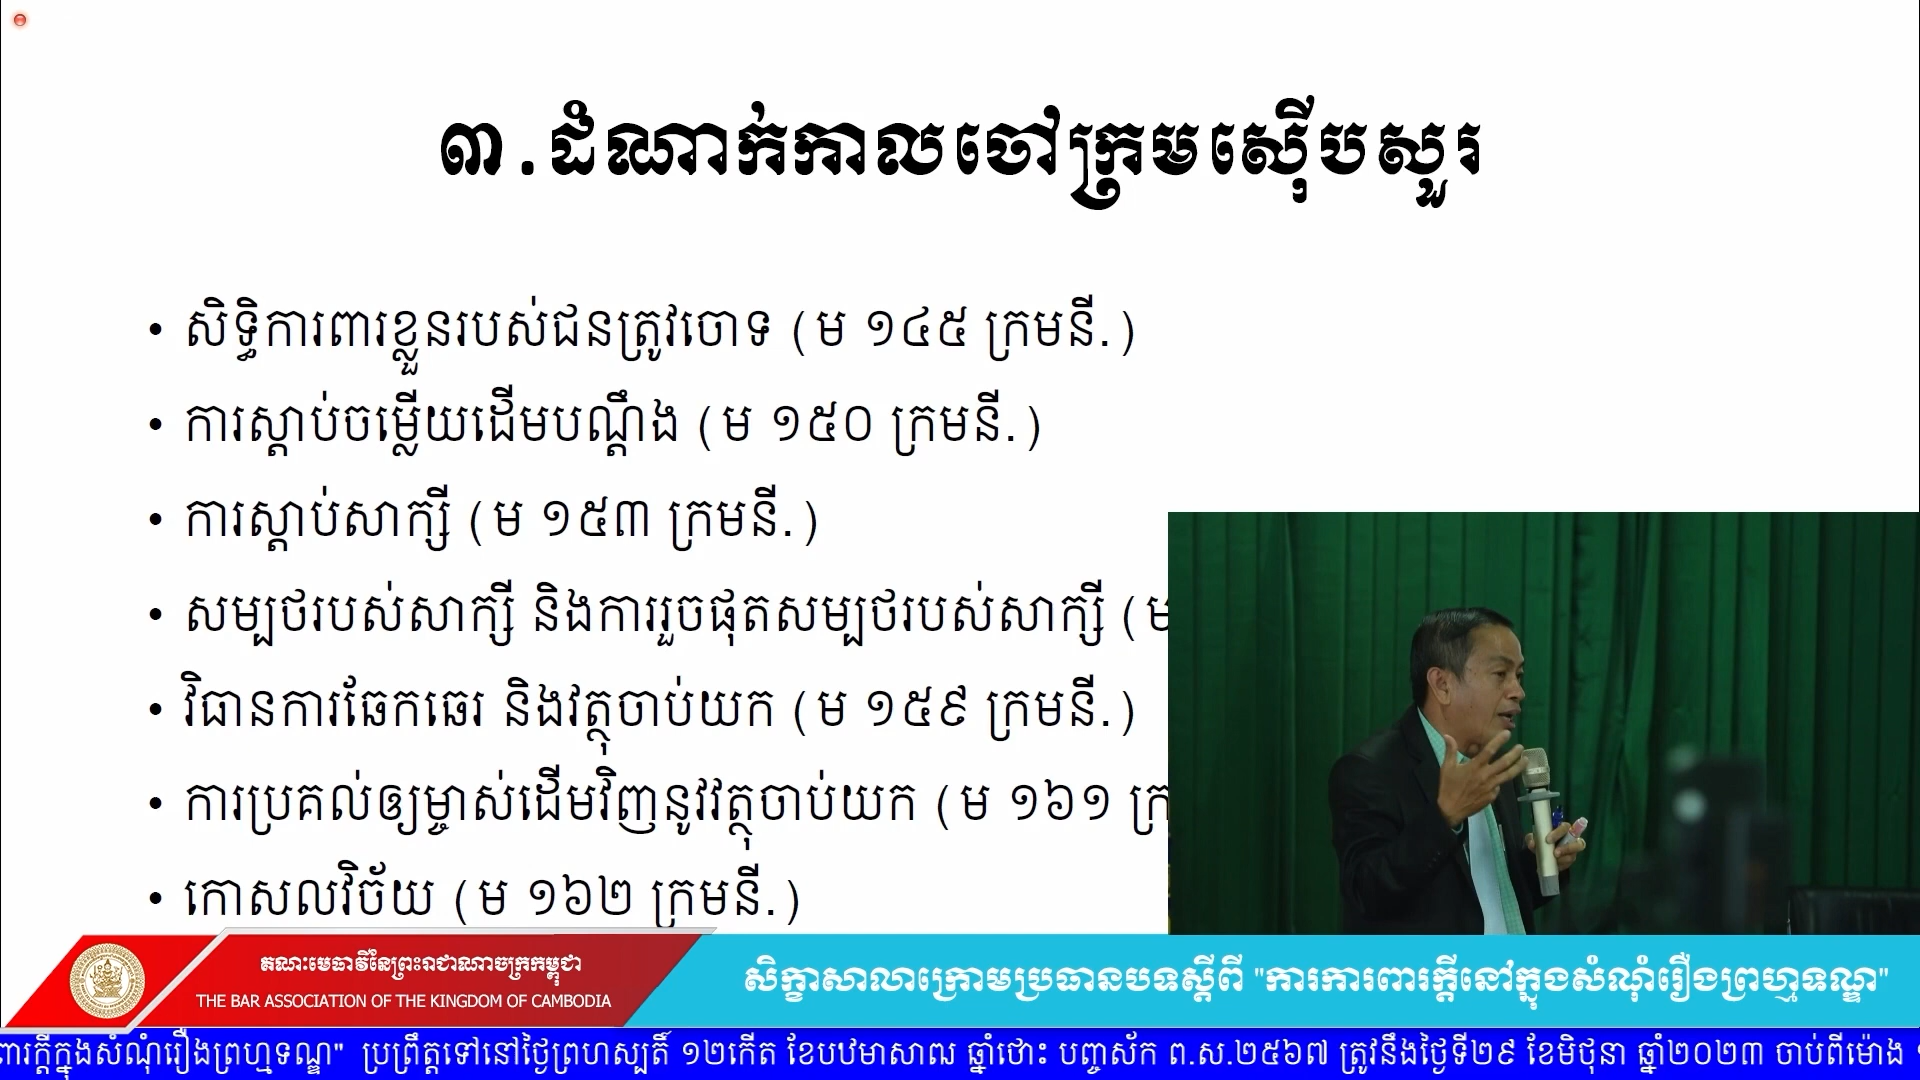 ៣.ដំណាក់កាលចៅក្រមស៊ើបសួរ
• សិទ្ធិការពារខ្លួនរបស់ជនត្រូវចោទ (ម ១៤៥ ក្រមនី.)
• ការស្តាប់ចម្លើយដើមបណ្តឹង (ម ១៥០ ក្រមនី.)
• ការស្តាប់សាក្សី (ម ១៥៣ ក្រមនី.)
• សម្បថរបស់សាក្សី និងការរួចផុតសម្បថរបស់សាក្សី (ម
• វិធានការឆែកឆេរ និងវត្ថុចាប់យក (ម ១៥៩ ក្រមនី.)
• ការប្រគល់ឲ្យម្ចាស់ដើមវិញនូវវត្ថុចាប់យក (ម ១៦១ ក្រ
• កោសលវិច័យ (ម ១៦២ ក្រមនី.)
គណៈមេធាវីនៃព្រះរាជាណាចក្រកម្ពុជា
THE BAR ASSOCIATION OF THE KINGDOM OF CAMBODIA
សិក្ខាសាលាក្រោមប្រធានបទស្តីពី "ការការពារក្តីនៅក្នុងសំណុំរឿងព្រហ្មទណ្ឌ"
ពារក្តីក្នុងសំណុំរឿងព្រហ្មទណ្ឌ" ប្រព្រឹត្តទៅនៅថ្ងៃព្រហស្បតិ៍ ១២កើត ខែបឋមាសាឍ ឆ្នាំថោះ បញ្ចស័ក ព.ស.២៥៦៧ ត្រូវនឹងថ្ងៃទី២៩ ខែមិថុនា ឆ្នាំ២០២៣ ចាប់ពីម៉ោង